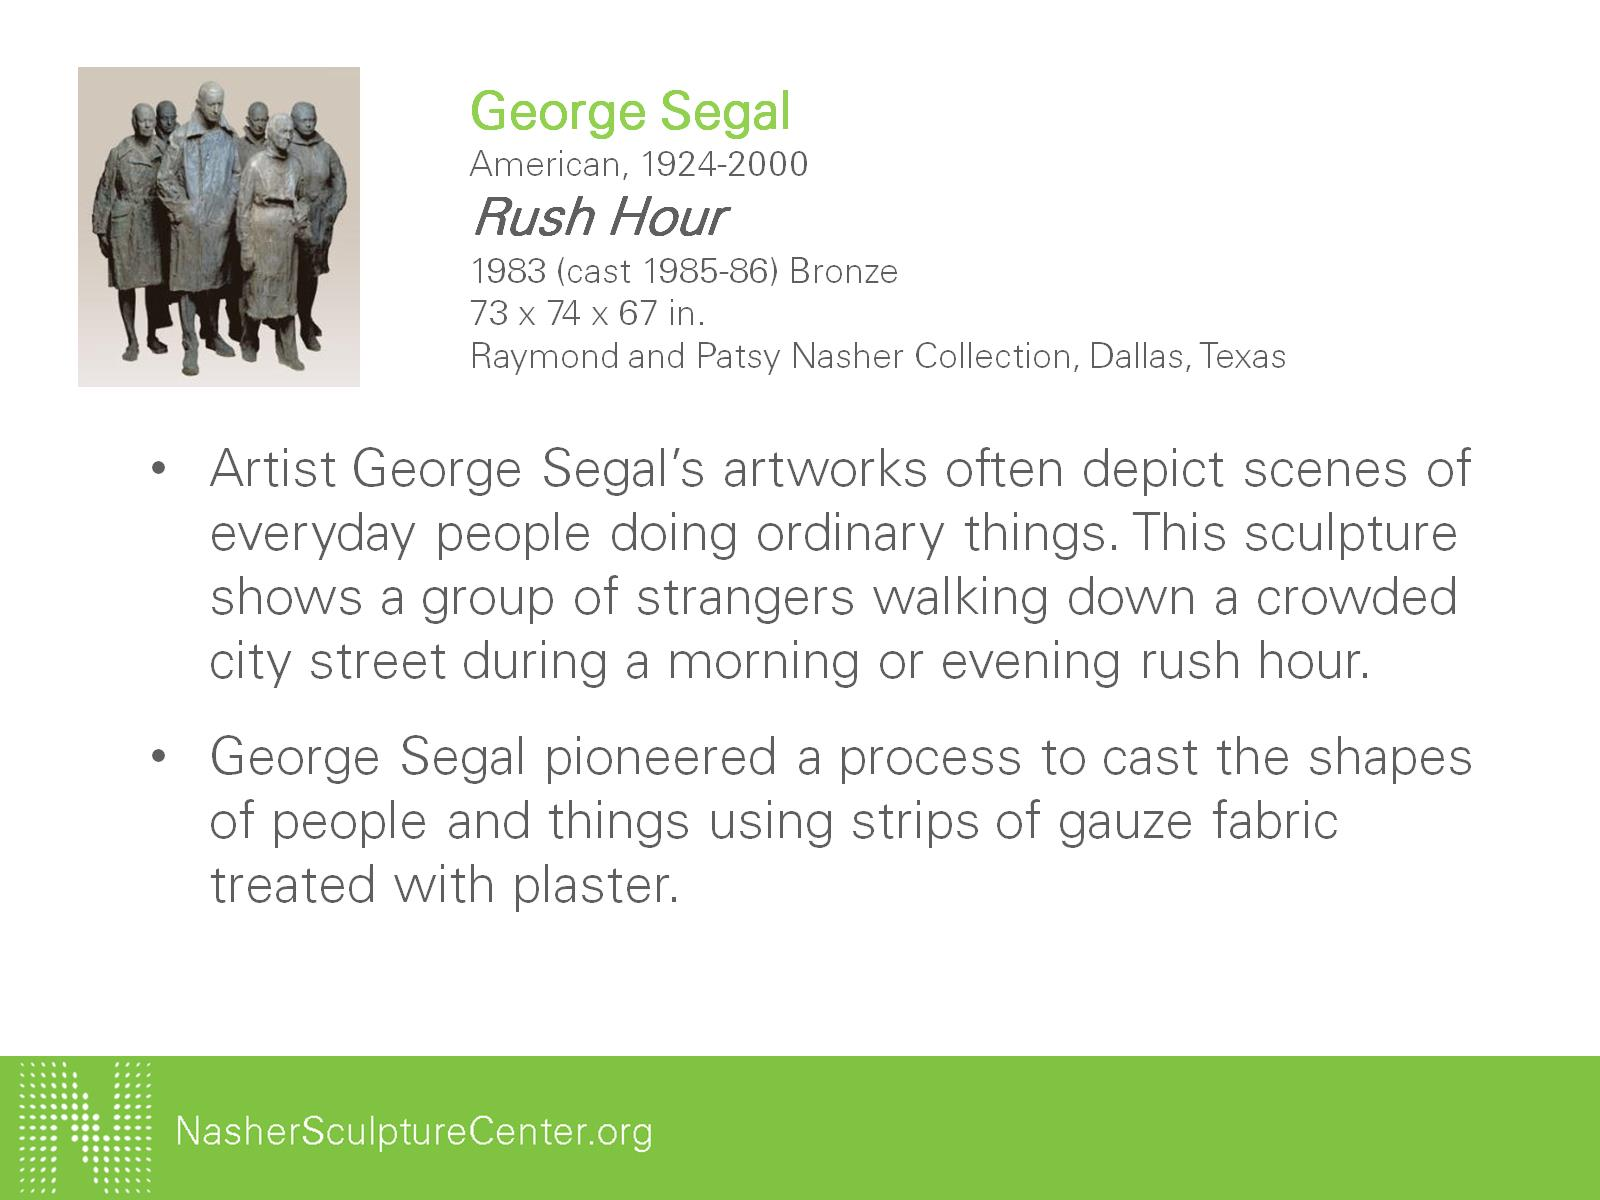 George Segal
American, 1924-2000
Rush Hour
1983 (cast 1985-86) Bronze
73 x 74 x 67 in.
Raymond and Patsy Nasher Collection, Dallas, Texas
• Artist George Segal’s artworks often depict scenes of
everyday people doing ordinary things. This sculpture
shows a group of strangers walking down a crowded
city street during a morning or evening rush hour.
• George Segal pioneered a process to cast the shapes
of people and things using strips of gauze fabric
treated with plaster.
N
NasherSculptureCenter.org